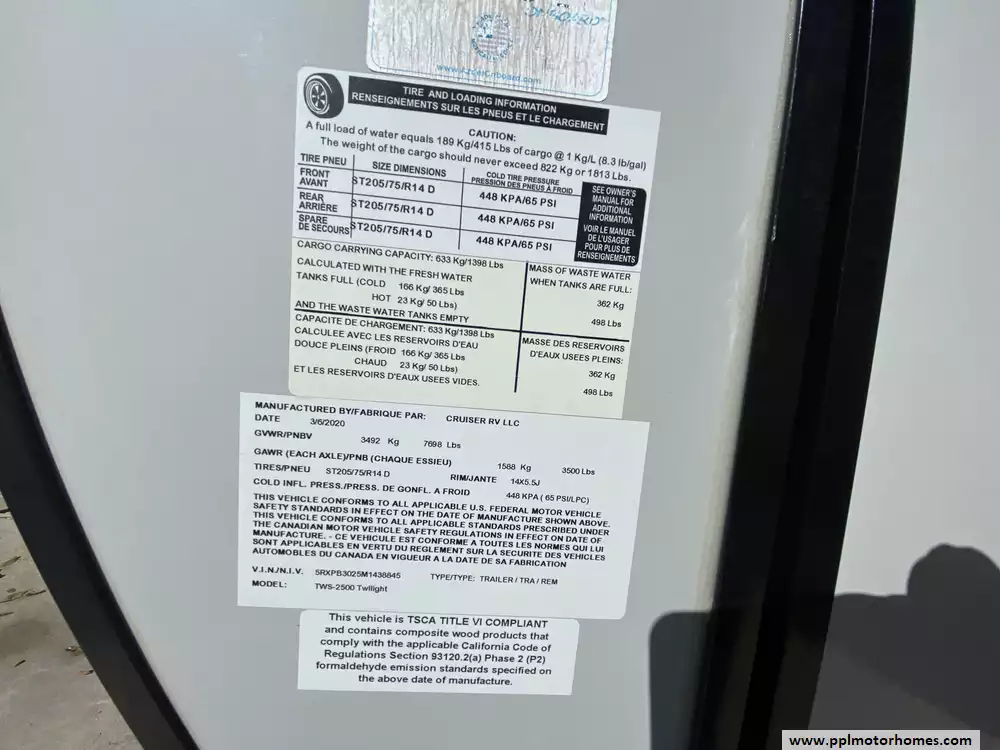 TIRE AND LOADING INFORMATION
RENSEIGNEMENTS SUR LES PNEUS ET LE CHARGEMENT
CAUTION:
A full load of water equals 189 Kg/415 Lbs of cargo @ 1 Kg/L (8.3 lb/gal)
The weight of the cargo should never exceed 822 Kg or 1813 Lbs.
TIRE PNEU SIZE DIMENSIONS COLD TIRE PRESSURE
PRESSION DES PNEUS À FROID
FRONT
AVANT ST205/75/R14 D 448 KPA/65 PSI
REAR
ARRIÈRE ST205/75/R14 D 448 KPA/65 PSI
SPARE
DE SECOURS ST205/75/R14 D 448 KPA/65 PSI
SEE OWNER'S
MANUAL FOR
ADDITIONAL
INFORMATION
VOIR LE MANUEL
DE L'USAGER
POUR PLUS DE
RENSEIGNEMENTS
CARGO CARRYING CAPACITY: 633 Kg/1398 Lbs
CALCULATED WITH THE FRESH WATER
TANKS FULL (COLD 166 Kg/ 365 Lbs
HOT 23 Kg/ 50 Lbs)
AND THE WASTE WATER TANKS EMPTY
MASS OF WASTE WATER
WHEN TANKS ARE FULL:
362 Kg
498 Lbs
CAPACITE DE CHARGEMENT: 633 Kg/1398 Lbs
CALCULEE AVEC LES RESERVOIRS D'EAU
DOUCE PLEINS (FROID 166 Kg/ 365 Lbs
CHAUD 23 Kg/ 50 Lbs)
ET LES RESERVOIRS D'EAUX USEES VIDES.
MASSE DES RESERVOIRS
D'EAUX USEES PLEINS:
362 Kg
498 Lbs
MANUFACTURED BY/FABRIQUE PAR: CRUISER RV LLC
DATE 3/6/2020
GVWR/PNBV 3492 Kg 7698 Lbs
GAWR (EACH AXLE)/PNB (CHAQUE ESSIEU) 1588 Kg 3500 Lbs
TIRES/PNEU ST205/75/R14 D RIM/JANTE 14X5.5J
COLD INFL. PRESS./PRESS. DE GONFL. A FROID 448 KPA ( 65 PSI/LPC)
THIS VEHICLE CONFORMS TO ALL APPLICABLE U.S. FEDERAL MOTOR VEHICLE
SAFETY STANDARDS IN EFFECT ON THE DATE OF MANUFACTURE SHOWN ABOVE.
THIS VEHICLE CONFORMS TO ALL APPLICABLE STANDARDS PRESCRIBED UNDER
THE CANADIAN MOTOR VEHICLE SAFETY REGULATIONS IN EFFECT ON DATE OF
MANUFACTURE. - CE VEHICULE EST CONFORME A TOUTES LES NORMES QUI LUI
SONT APPLICABLES EN VERTU DU REGLEMENT SUR LA SECURITE DES VEHICLES
AUTOMOBILES DU CANADA EN VIGUEUR A LA DATE DE SA FABRICATION
V.I.N./N.I.V. 5RXPB3025M1438845 TYPE/TYPE: TRAILER / TRA / REM
MODEL: TWS-2500 Twilight
This vehicle is TSCA TITLE VI COMPLIANT
and contains composite wood products that
comply with the applicable California Code of
Regulations Section 93120.2(a) Phase 2 (P2)
formaldehyde emission standards specified on
the above date of manufacture.
www.pplmotorhomes.com